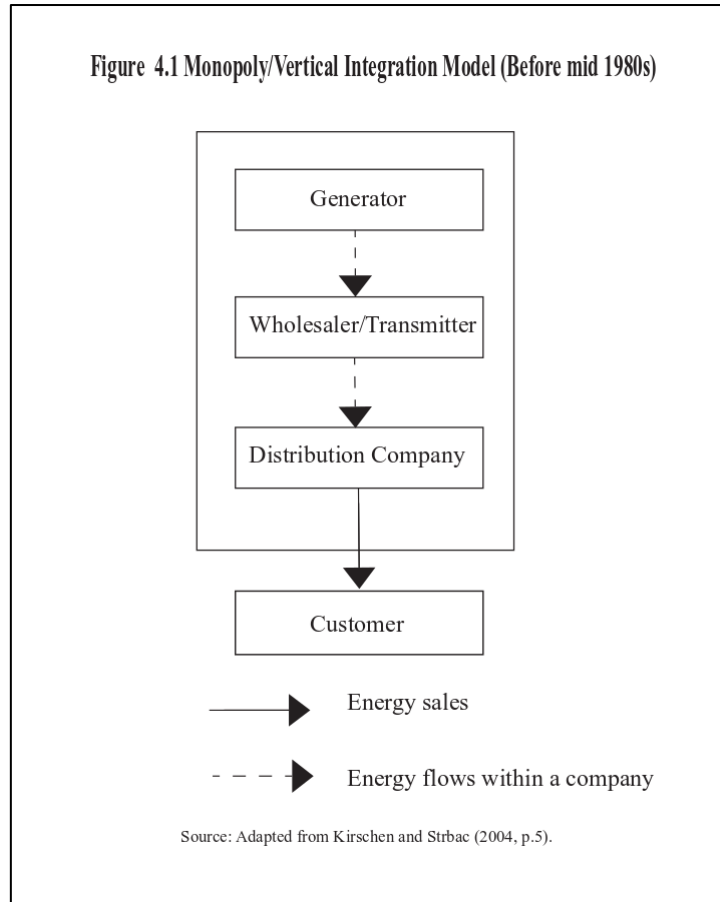 Figure 4.1 Monopoly/Vertical Integration Model (Before mid 1980s)
Generator
Wholesaler/Transmitter
Distribution Company
Customer
Energy sales
Energy flows within a company
Source: Adapted from Kirschen and Strbac (2004, p.5).